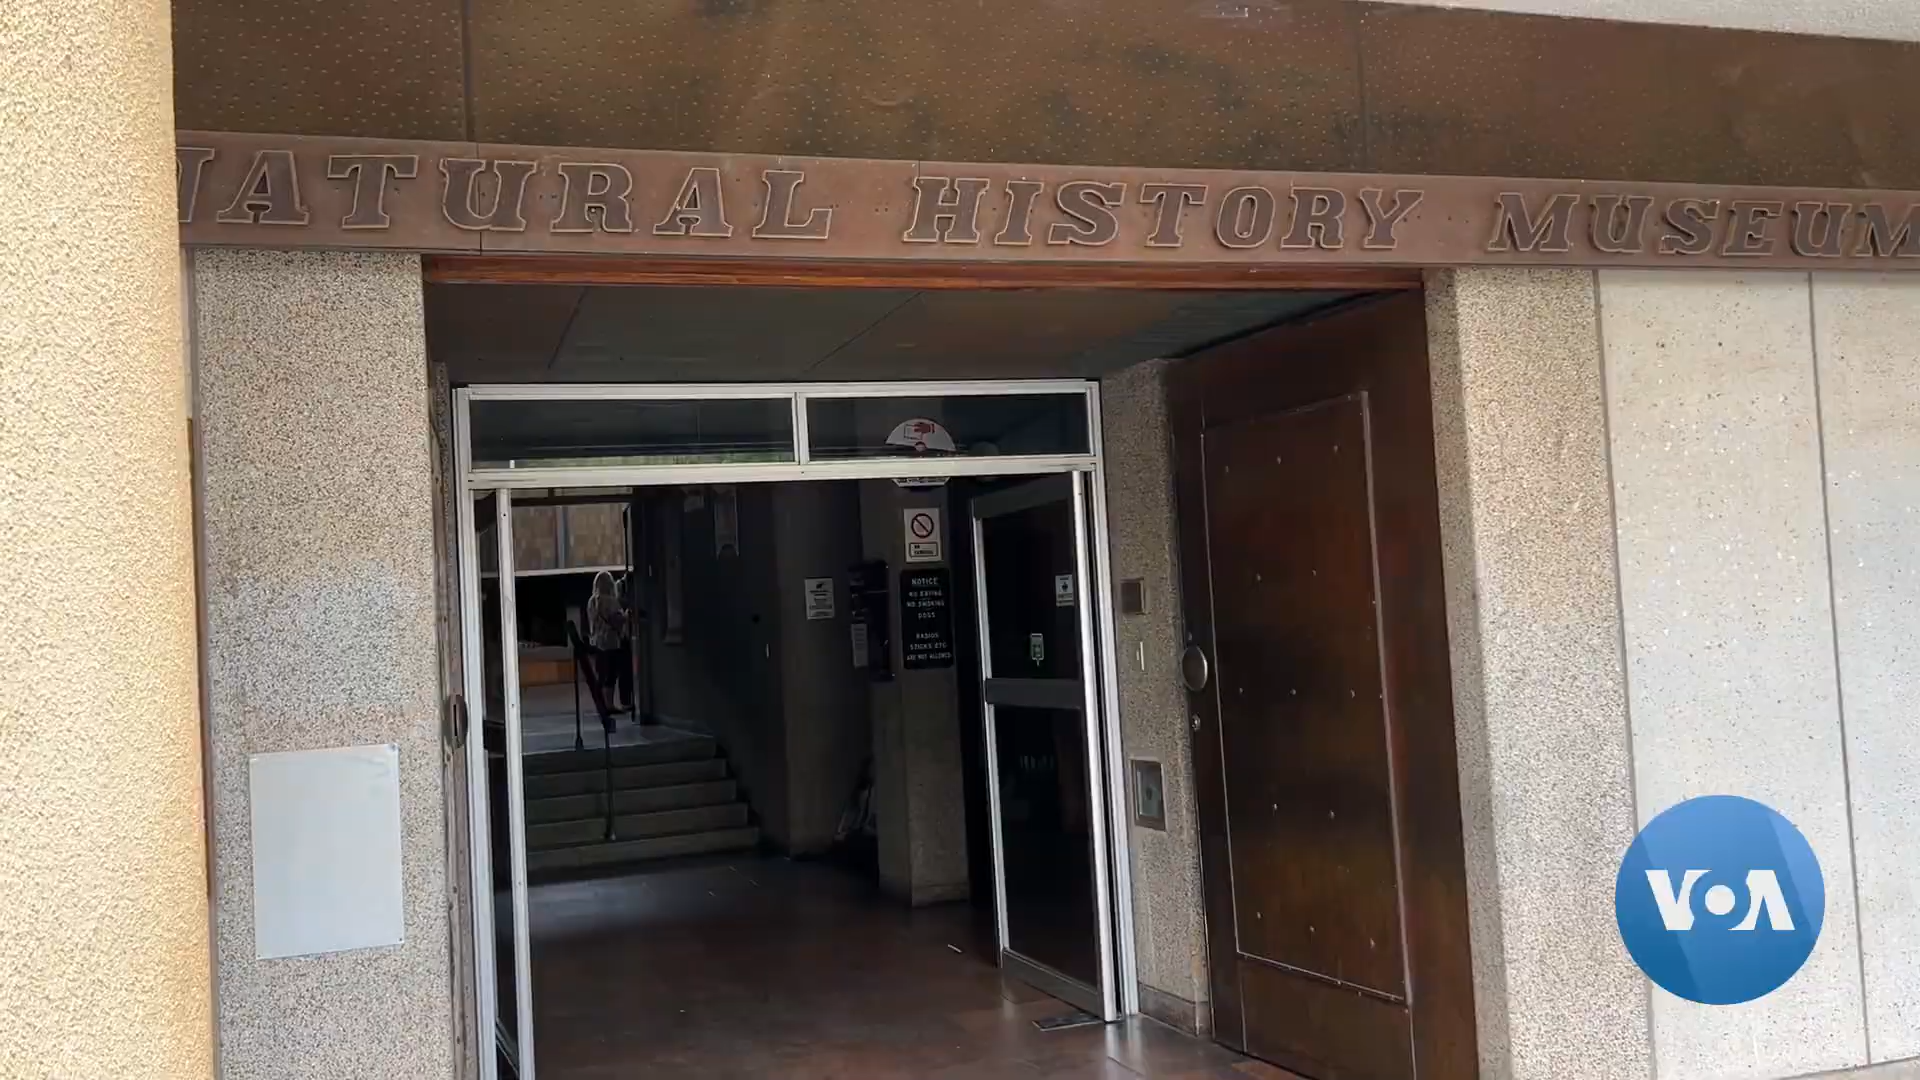 NATURAL HISTORY MUSEUM
NOTICE
NO EATING
NO SMOKING
DOGS
RADIOS
STICKS ETC
ARE NOT ALLOWED
VOA